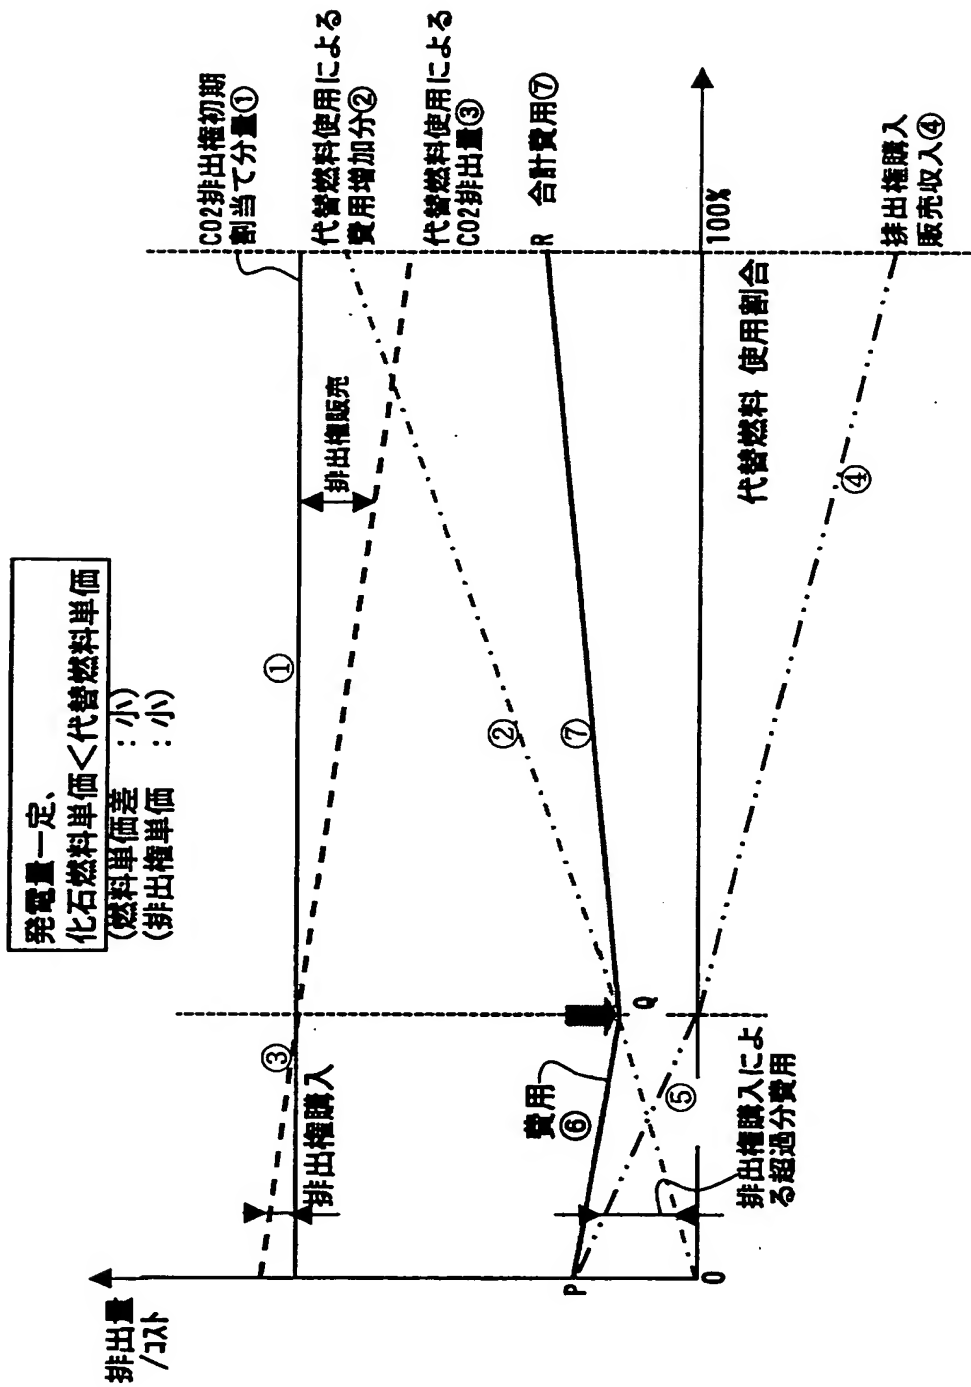 発電量一定、
化石燃料単価<代替燃料単価
(燃料単価差 :小)
(排出権単価 :小)
排出量
/コスト
CO2排出権初期
割当て分量①
代替燃料使用による
費用増加分②
代替燃料使用による
CO2排出量③
R 合計費用⑦
100%
排出権購入
販売収入④
排出権販売
①
②
⑦
③
排出権購入
費用
⑥
Q
P
0
⑤
④
代替燃料 使用割合
排出権購入によ
る超過分費用